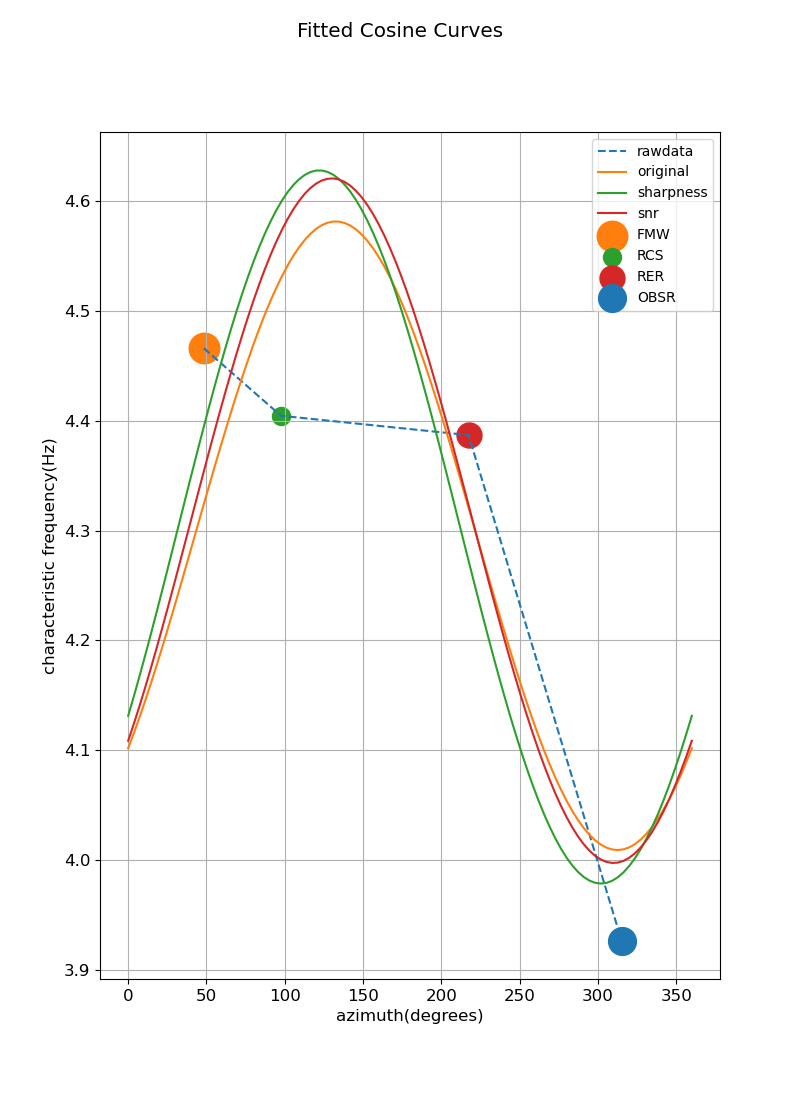 Fitted Cosine Curves
rawdata
original
sharpness
snr
FMW
RCS
RER
OBSR
4.6
4.5
4.4
4.3
4.2
4.1
4.0
3.9
characteristic frequency(Hz)
0 50 100 150 200 250 300 350
azimuth(degrees)